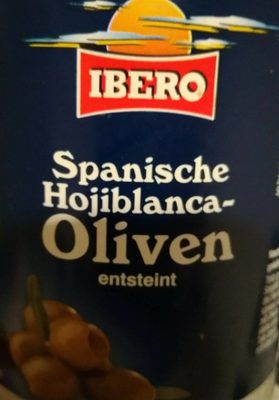 IBERO
Spanische
Hojiblanca-
Oliven
entsteint